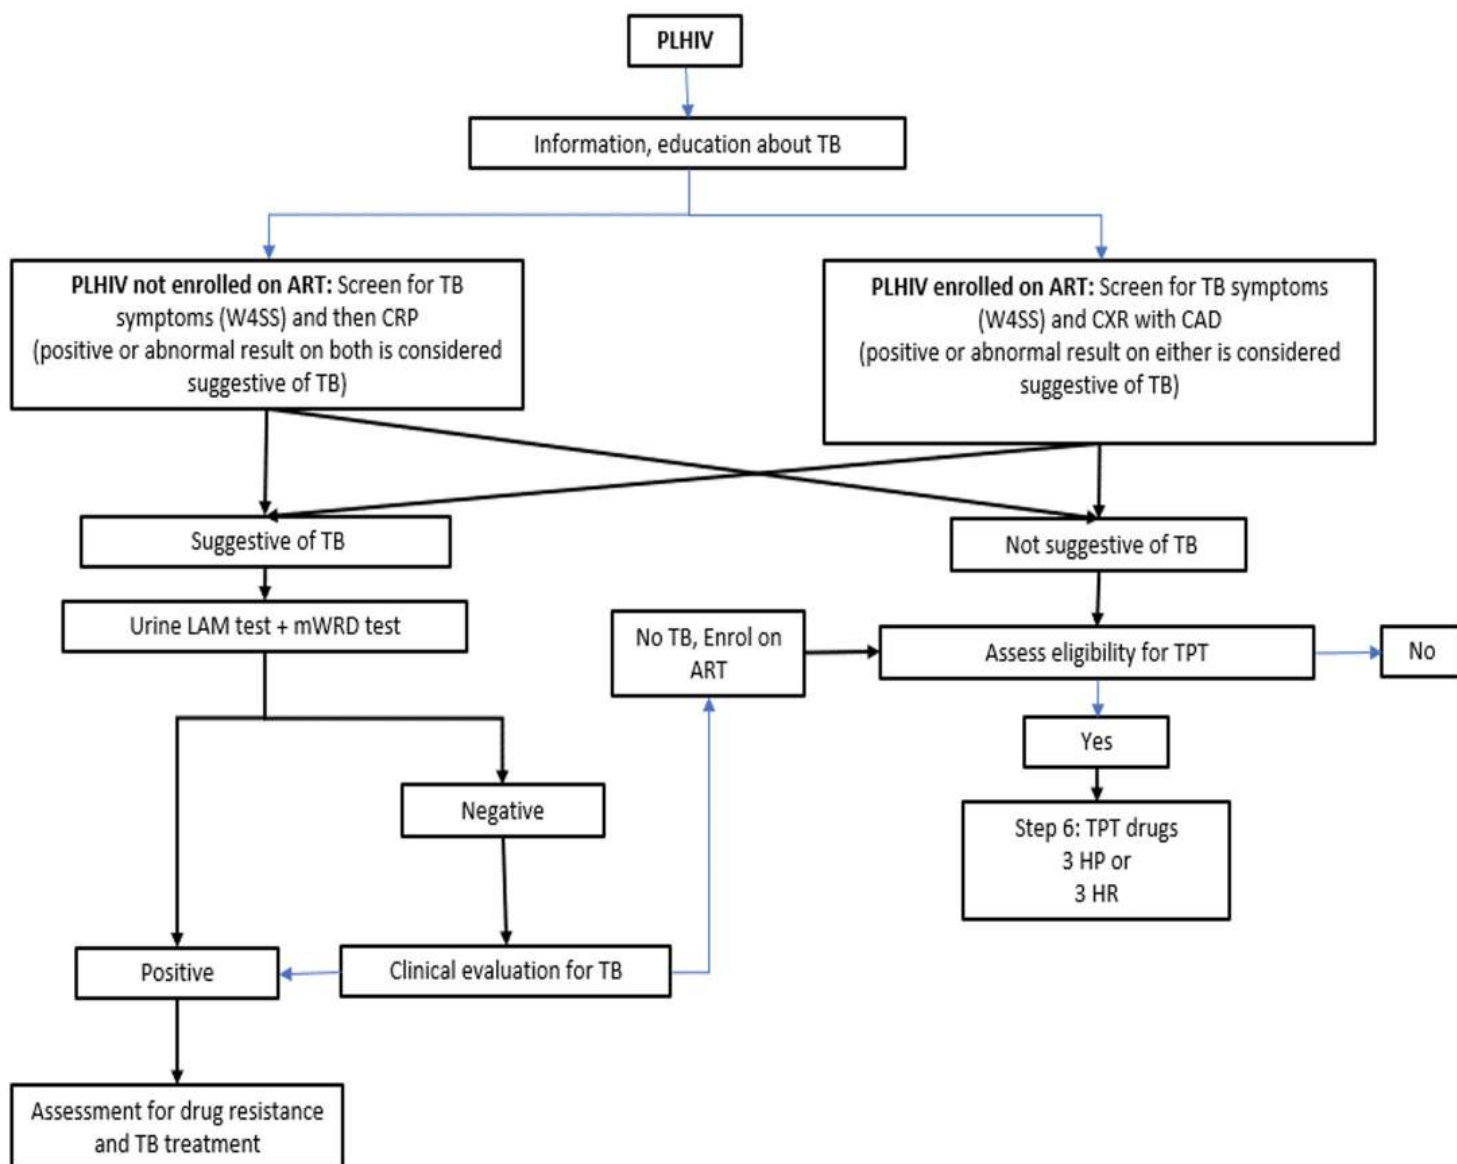 PLHIV
Information, education about TB
PLHIV not enrolled on ART: Screen for TB
symptoms (W4SS) and then CRP
(positive or abnormal result on both is considered
suggestive of TB)
PLHIV enrolled on ART: Screen for TB symptoms
(W4SS) and CXR with CAD
(positive or abnormal result on either is considered
suggestive of TB)
Suggestive of TB
Not suggestive of TB
Urine LAM test + mWRD test
No TB, Enrol on
ART
Assess eligibility for TPT
No
Yes
Negative
Step 6: TPT drugs
3 HP or
3 HR
Positive
Clinical evaluation for TB
Assessment for drug resistance
and TB treatment